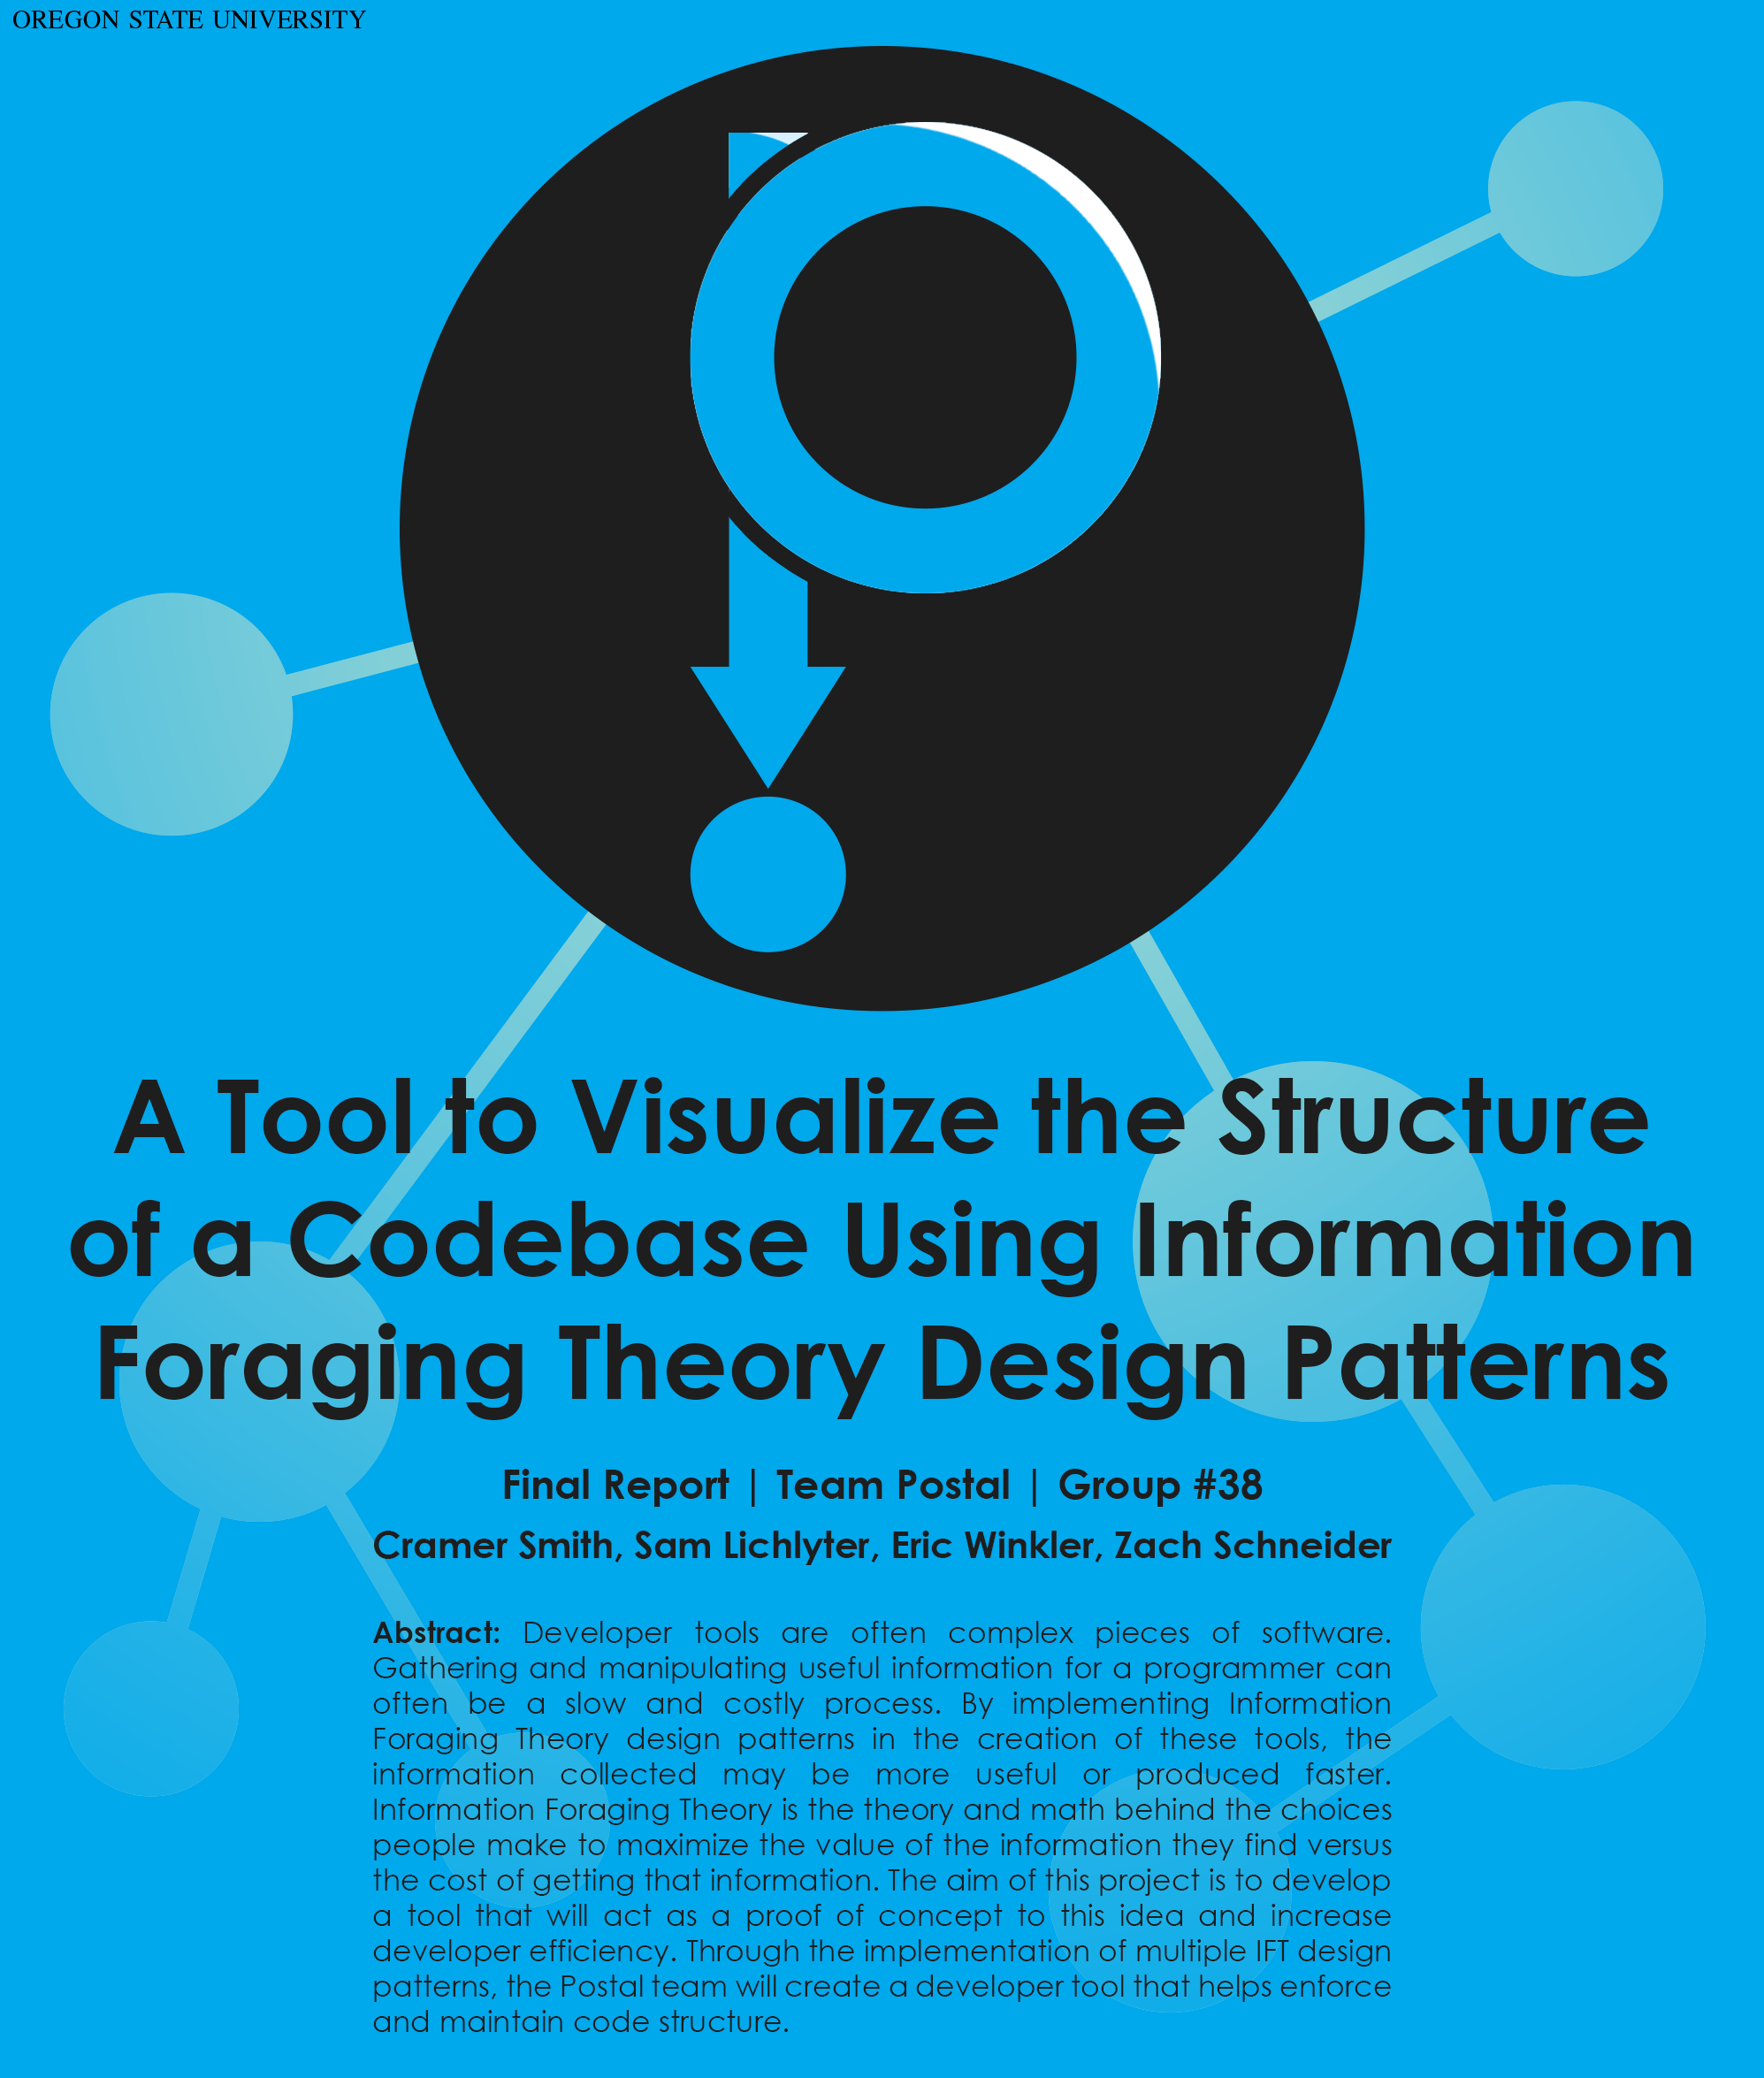 OREGON STATE UNIVERSITY
A Tool to Visualize the Structure
of a Codebase Using Information
Foraging Theory Design Patterns
Final Report | Team Postal | Group #38
Cramer Smith, Sam Lichlyter, Eric Winkler, Zach Schneider
Abstract: Developer tools are often complex pieces of software.
Gathering and manipulating useful information for a programmer can
often be a slow and costly process. By implementing Information
Foraging Theory design patterns in the creation of these tools, the
information collected may be more useful or produced faster.
Information Foraging Theory is the theory and math behind the choices
people make to maximize the value of the information they find versus
the cost of getting that information. The aim of this project is to develop
a tool that will act as a proof of concept to this idea and increase
developer efficiency. Through the implementation of multiple IFT design
patterns, the Postal team will create a developer tool that helps enforce
and maintain code structure.